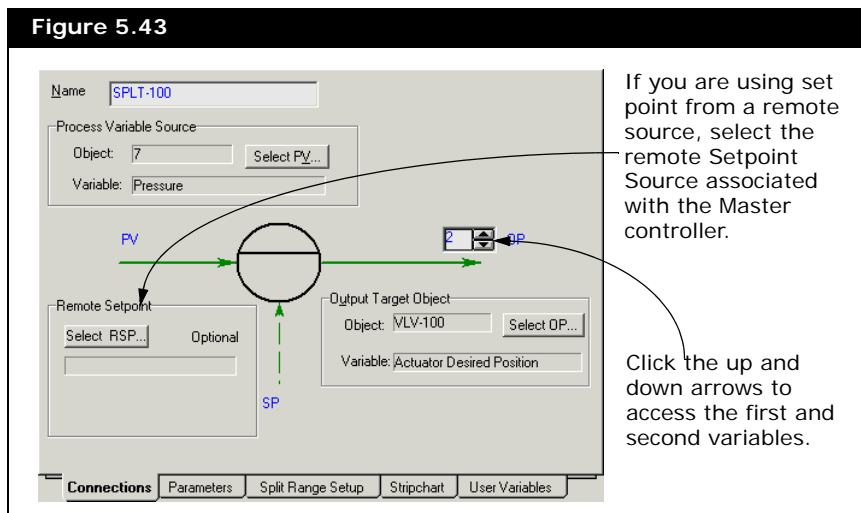 Figure 5.43
Name SPLT-100
Process Variable Source
Object: 7 Select PV...
Variable: Pressure
If you are using set
point from a remote
source, select the
remote Setpoint
Source associated
with the Master
controller.
PV
2 OP
Remote Setpoint
Select RSP... Optional
SP
Output Target Object
Object: VLV-100 Select OP...
Variable: Actuator Desired Position
Click the up and
down arrows to
access the first and
second variables.
Connections Parameters Split Range Setup Stripchart User Variables